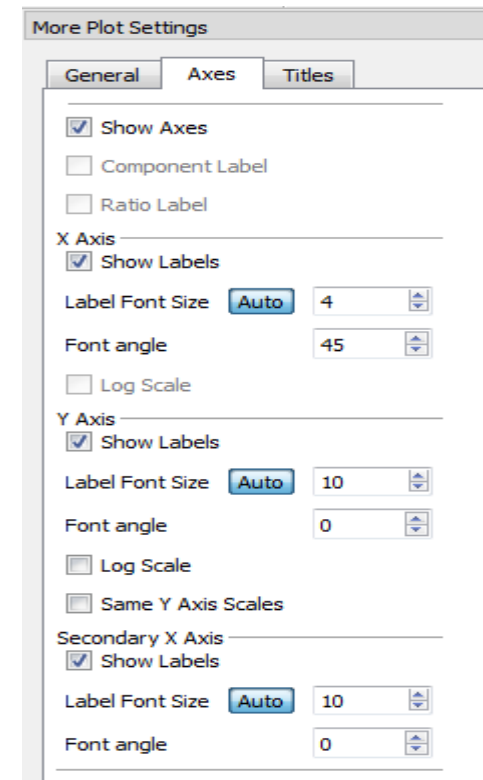 More Plot Settings
General Axes Titles
Show Axes
Component Label
Ratio Label
X Axis
Show Labels
Label Font Size Auto 4
Font angle 45
Log Scale
Y Axis
Show Labels
Label Font Size Auto 10
Font angle 0
Log Scale
Same Y Axis Scales
Secondary X Axis
Show Labels
Label Font Size Auto 10
Font angle 0